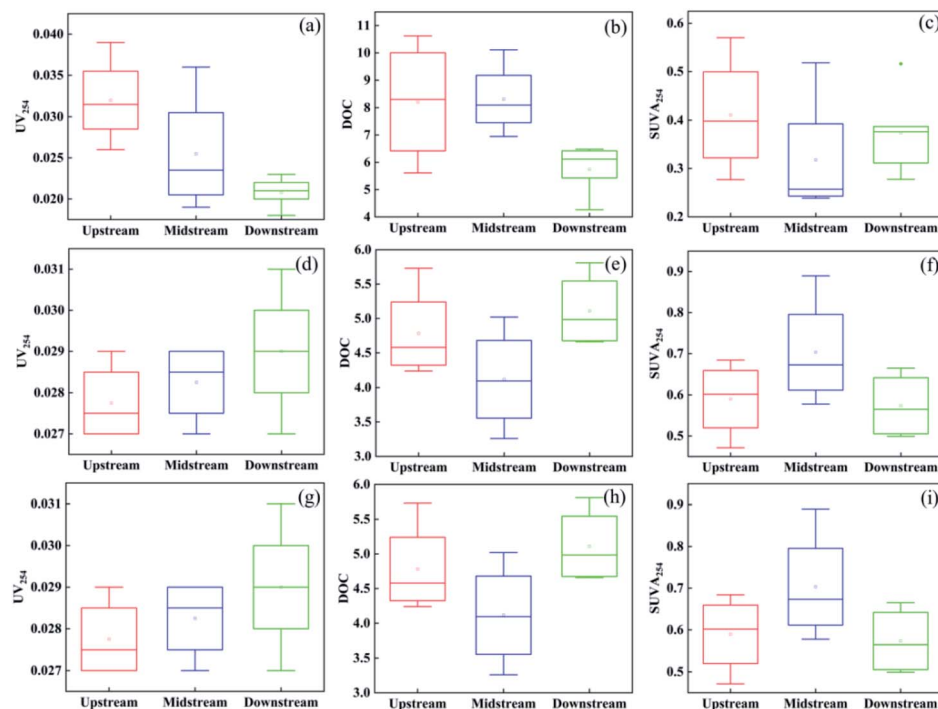 (a)
UV254
0.040
0.035
0.030
0.025
0.020
Upstream Midstream Downstream
(b)
DOC
11
10
9
8
7
6
5
4
Upstream Midstream Downstream
(c)
SUVA254
0.6
0.5
0.4
0.3
0.2
Upstream Midstream Downstream
(d)
UV254
0.031
0.030
0.029
0.028
0.027
Upstream Midstream Downstream
(e)
DOC
6.0
5.5
5.0
4.5
4.0
3.5
3.0
Upstream Midstream Downstream
(f)
SUVA254
0.9
0.8
0.7
0.6
0.5
Upstream Midstream Downstream
(g)
UV254
0.031
0.030
0.029
0.028
0.027
Upstream Midstream Downstream
(h)
DOC
6.0
5.5
5.0
4.5
4.0
3.5
3.0
Upstream Midstream Downstream
(i)
SUVA254
0.9
0.8
0.7
0.6
0.5
Upstream Midstream Downstream